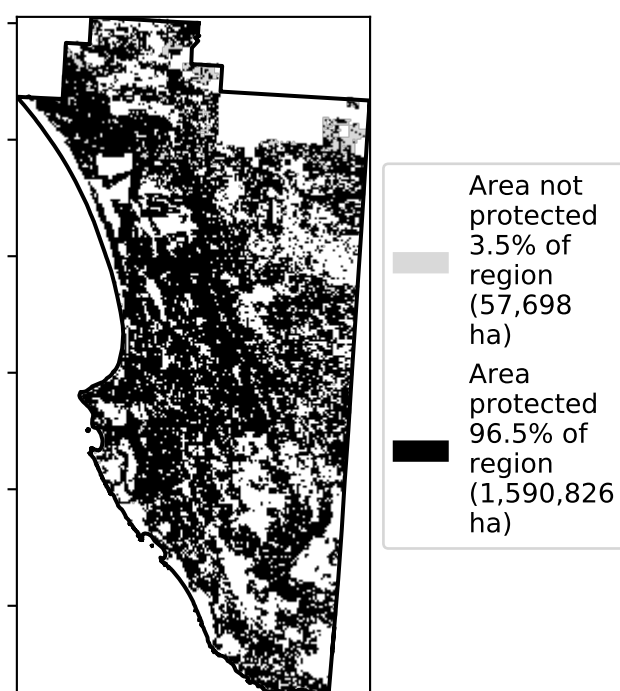 Area not
protected
3.5% of
region
(57,698
ha)
Area
protected
96.5% of
region
(1,590,826
ha)